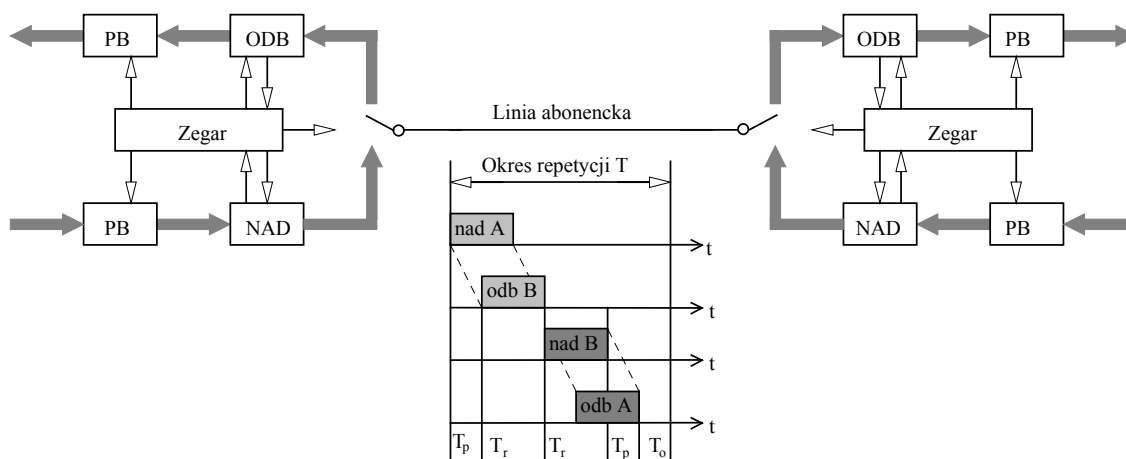 PB ODB ODB PB
Linia abonencka
Zegar Zegar
Okres repetycji T
PB NAD NAD PB
nad A
t
odb B
t
nad B
t
odb A
t
Tp Tr Tr Tp To